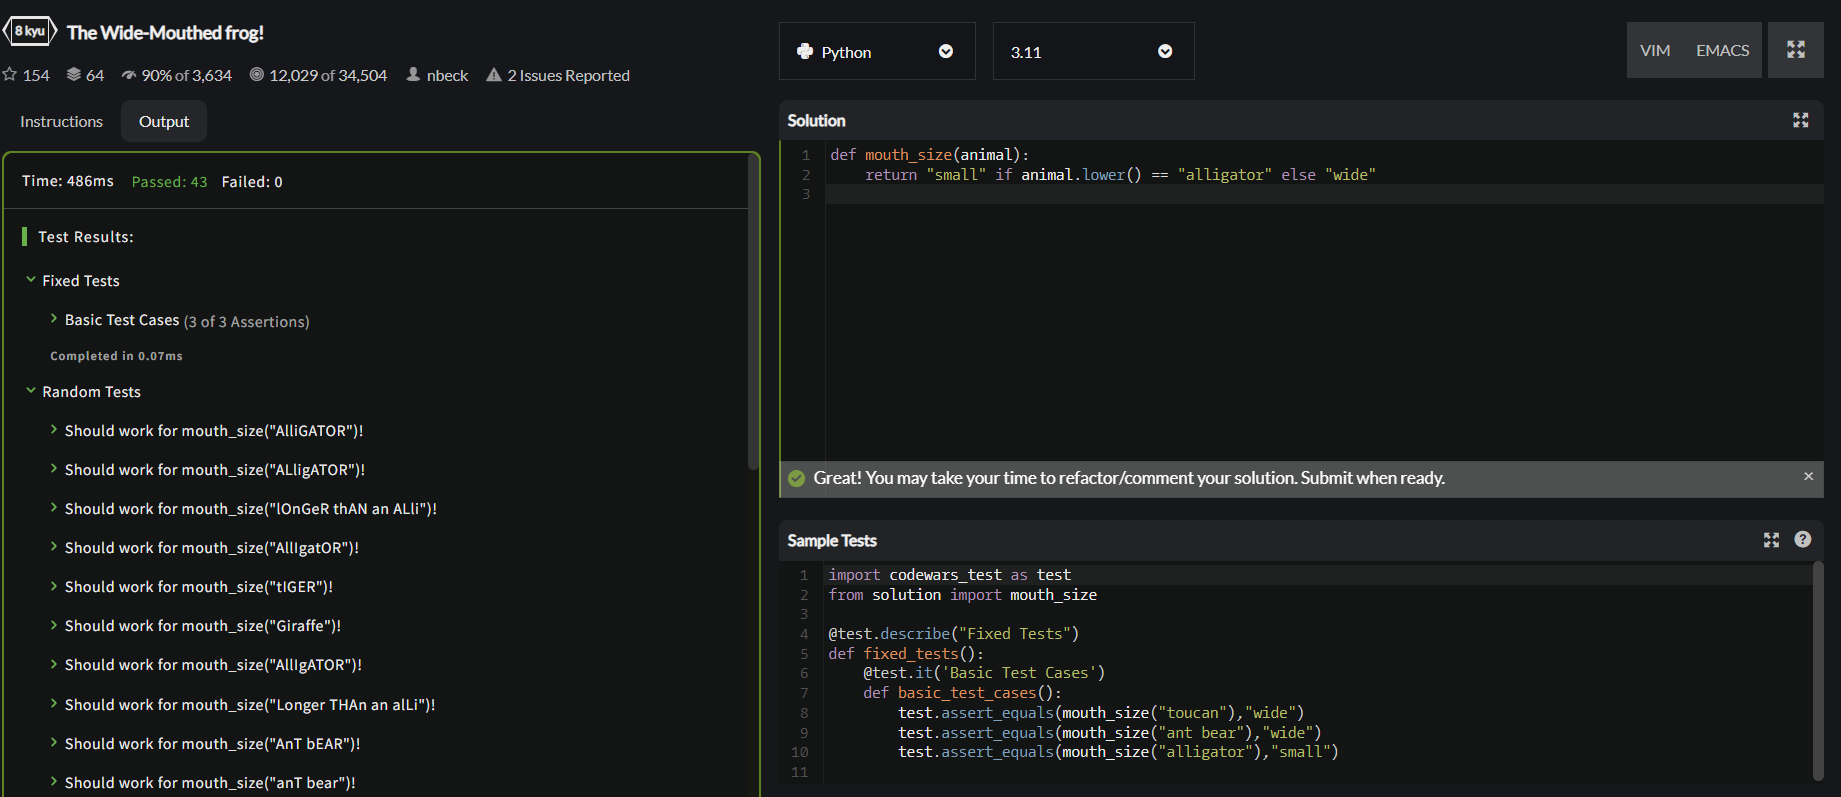 8 kyu The Wide-Mouthed frog!
154 64 90% of 3,634 12,029 of 34,504 nbeck 2 Issues Reported
Instructions Output
Time: 486ms Passed: 43 Failed: 0
Test Results:
Fixed Tests
Basic Test Cases (3 of 3 Assertions)
Completed in 0.07ms
Random Tests
Should work for mouth_size("AlliGATOR")!
Should work for mouth_size("ALligATOR")!
Should work for mouth_size("lOnGeR thAN an ALli")!
Should work for mouth_size("AllIgatOR")!
Should work for mouth_size("tIGER")!
Should work for mouth_size("Giraffe")!
Should work for mouth_size("AllIgATOR")!
Should work for mouth_size("Longer THAn an alLi")!
Should work for mouth_size("AnT bEAR")!
Should work for mouth_size("anT bear")!
Python 3.11 VIM EMACS
Solution
1 def mouth_size(animal):
2     return "small" if animal.lower() == "alligator" else "wide"
3
Great! You may take your time to refactor/comment your solution. Submit when ready. ×
Sample Tests ?
1 import codewars_test as test
2 from solution import mouth_size
3
4 @test.describe("Fixed Tests")
5 def fixed_tests():
6     @test.it('Basic Test Cases')
7     def basic_test_cases():
8         test.assert_equals(mouth_size("toucan"),"wide")
9         test.assert_equals(mouth_size("ant bear"),"wide")
10         test.assert_equals(mouth_size("alligator"),"small")
11